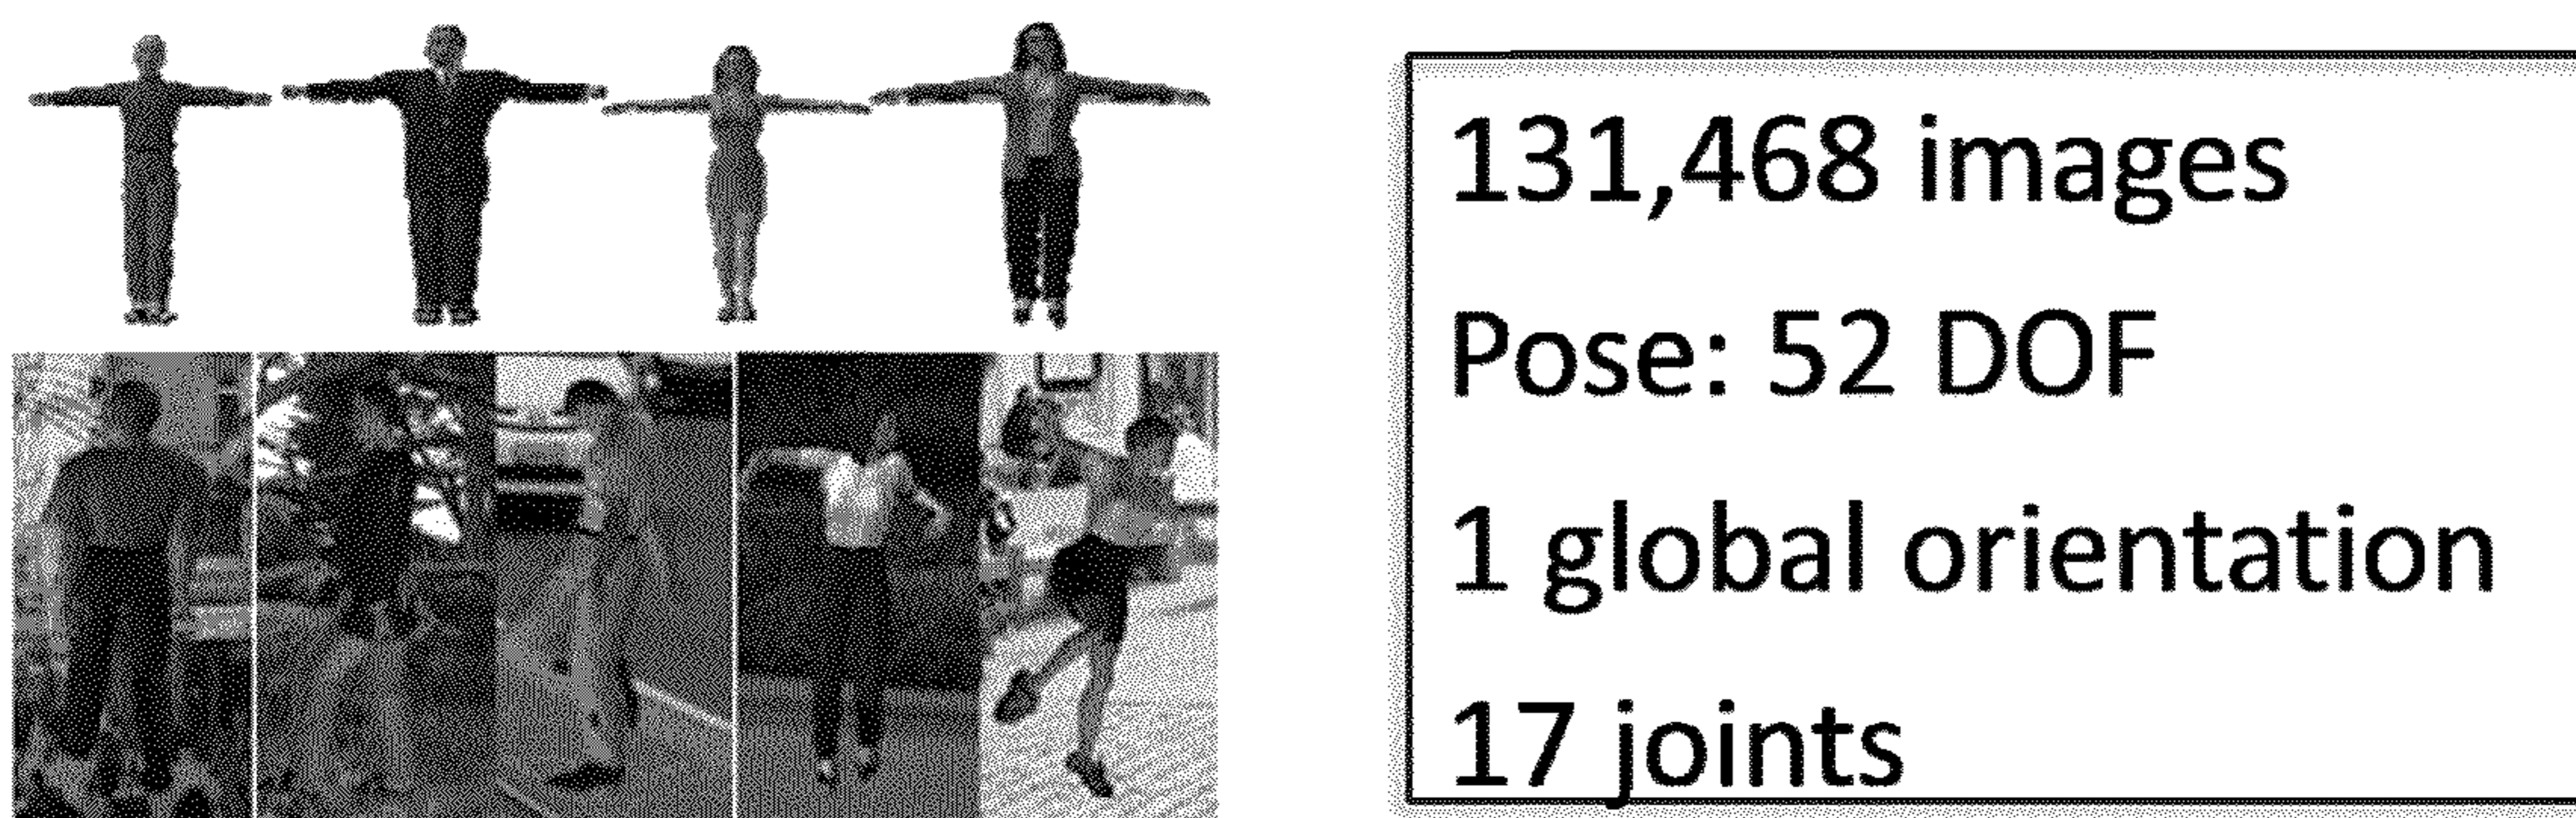 131,468 images
Pose: 52 DOF
1 global orientation
17 joints